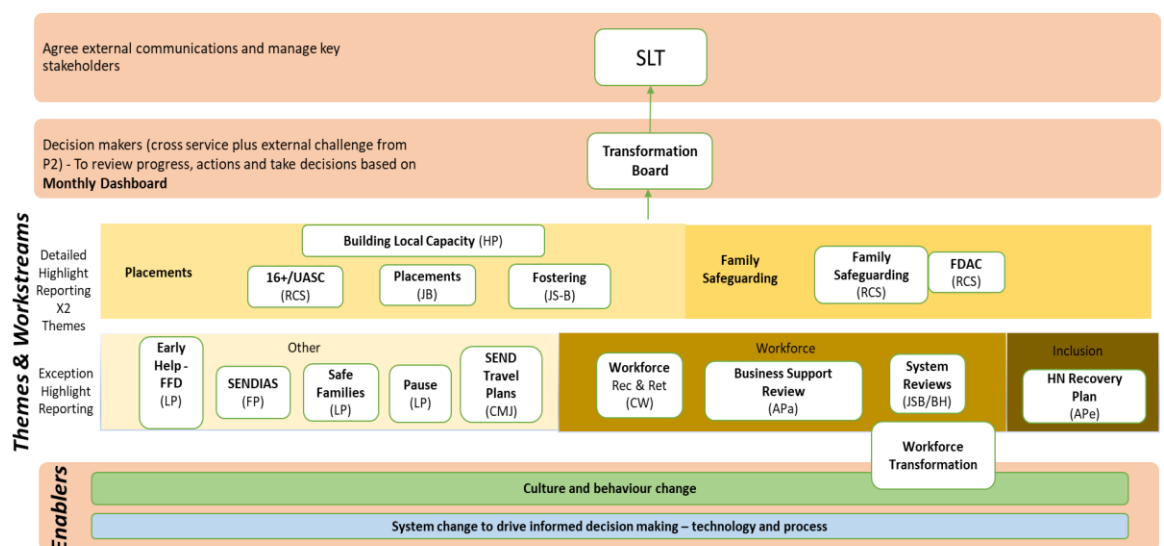 Agree external communications and manage key
stakeholders
SLT
Decision makers (cross service plus external challenge from
P2) - To review progress, actions and take decisions based on
Monthly Dashboard
Transformation
Board
Themes & Workstreams
Detailed
Highlight
Reporting
X2
Themes
Placements
Building Local Capacity (HP)
16+/UASC
(RCS)
Placements
(JB)
Fostering
(JS-B)
Family
Safeguarding
Family
Safeguarding
(RCS)
FDAC
(RCS)
Exception
Highlight
Reporting
Other
Early
Help -
FFD
(LP)
SENDIAS
(FP)
Safe
Families
(LP)
Pause
(LP)
SEND
Travel
Plans
(CMJ)
Workforce
Workforce
Rec & Ret
(CW)
Business Support
Review
(APa)
System
Reviews
(JSB/BH)
Inclusion
HN Recovery
Plan
(APe)
Workforce
Transformation
Enablers
Culture and behaviour change
System change to drive informed decision making – technology and process